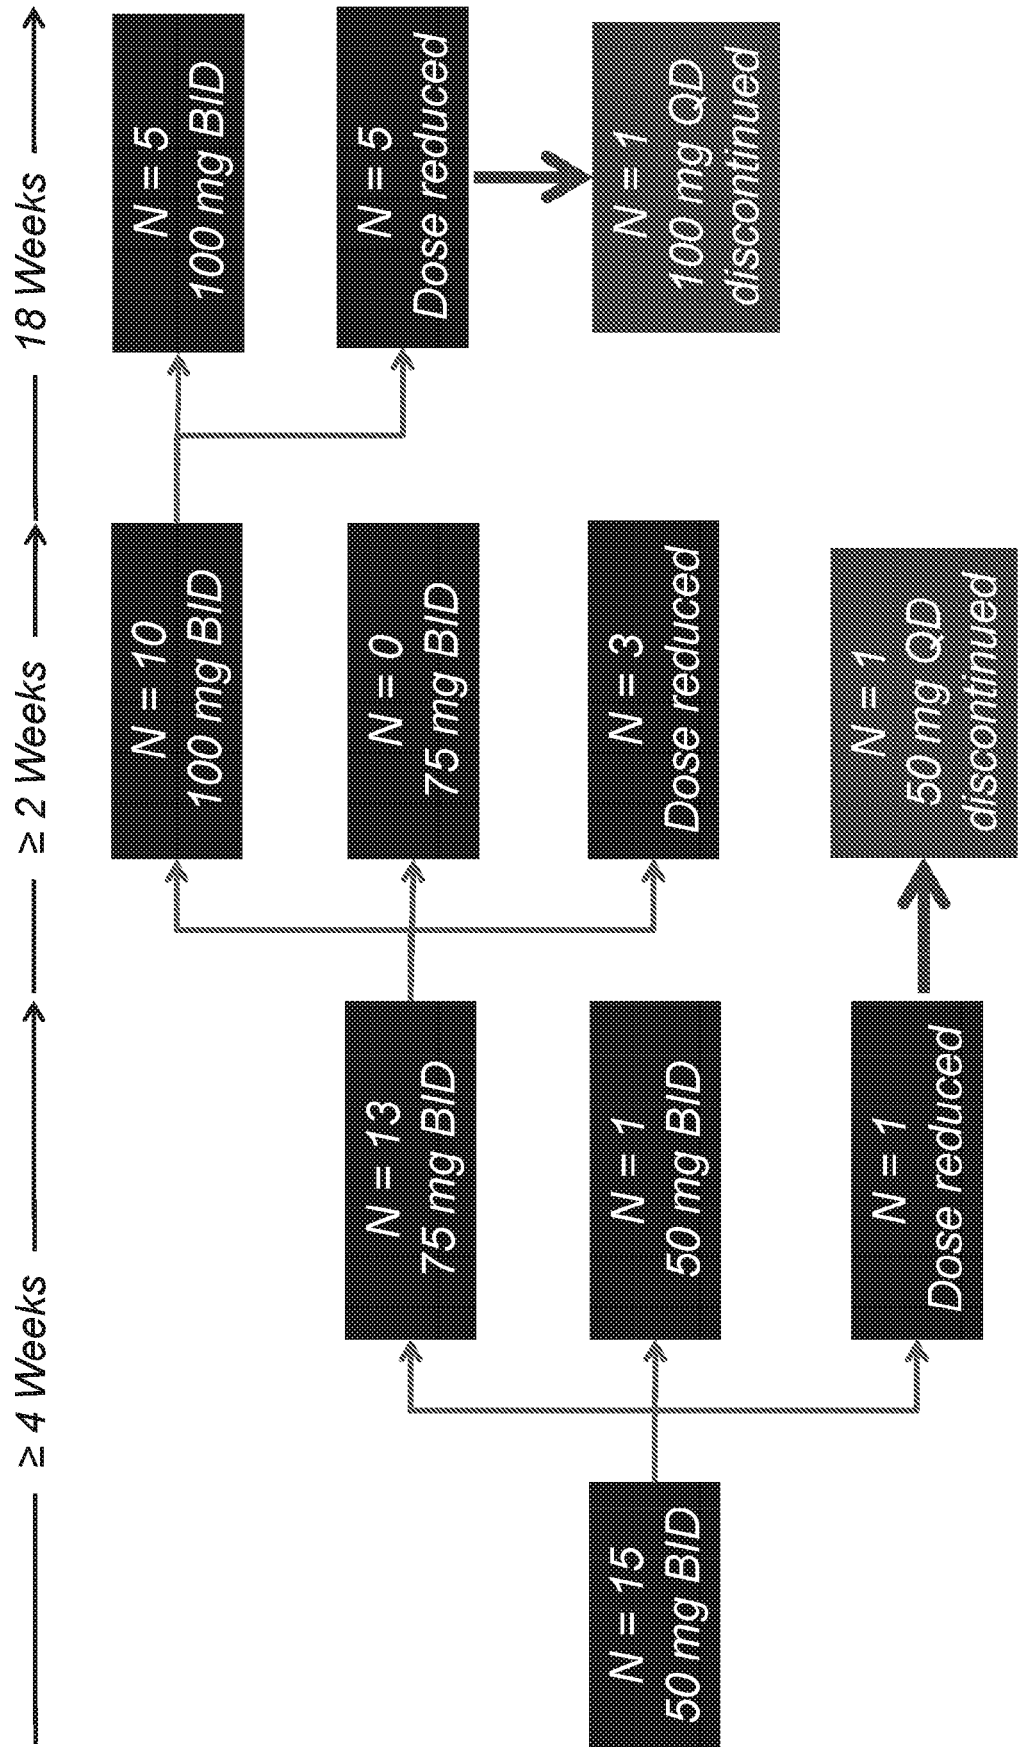 ≥ 4 Weeks
≥ 2 Weeks
18 Weeks
N = 15
50 mg BID
N = 13
75 mg BID
N = 1
50 mg BID
N = 1
Dose reduced
N = 10
100 mg BID
N = 0
75 mg BID
N = 3
Dose reduced
N = 1
50 mg QD
discontinued
N = 5
100 mg BID
N = 5
Dose reduced
N = 1
100 mg QD
discontinued